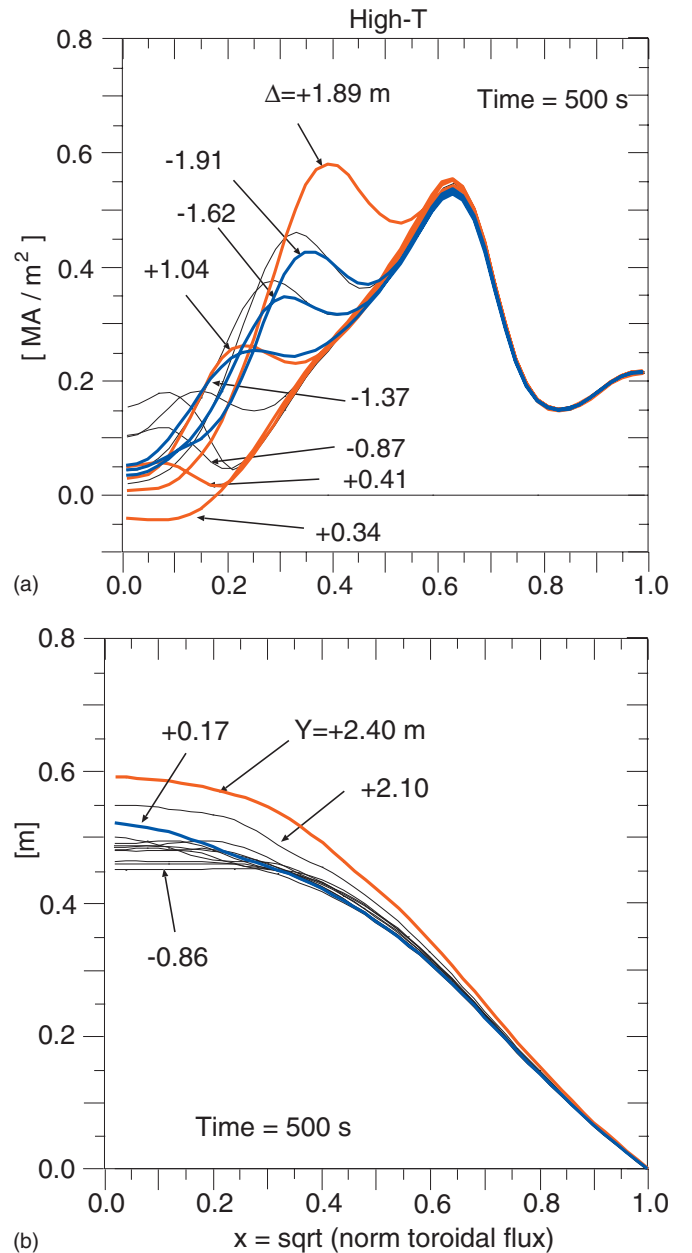 High-T
0.8
Δ=+1.89 m
Time = 500 s
-1.91
0.6
-1.62
[ MA / m² ]
+1.04
0.4
0.2
-1.37
-0.87
+0.41
0.0
+0.34
(a)
0.0 0.2 0.4 0.6 0.8 1.0
0.8
+0.17
Y=+2.40 m
+2.10
0.6
[m]
0.4
-0.86
0.2
Time = 500 s
0.0
0.0 0.2 0.4 0.6 0.8 1.0
(b)
x = sqrt (norm toroidal flux)